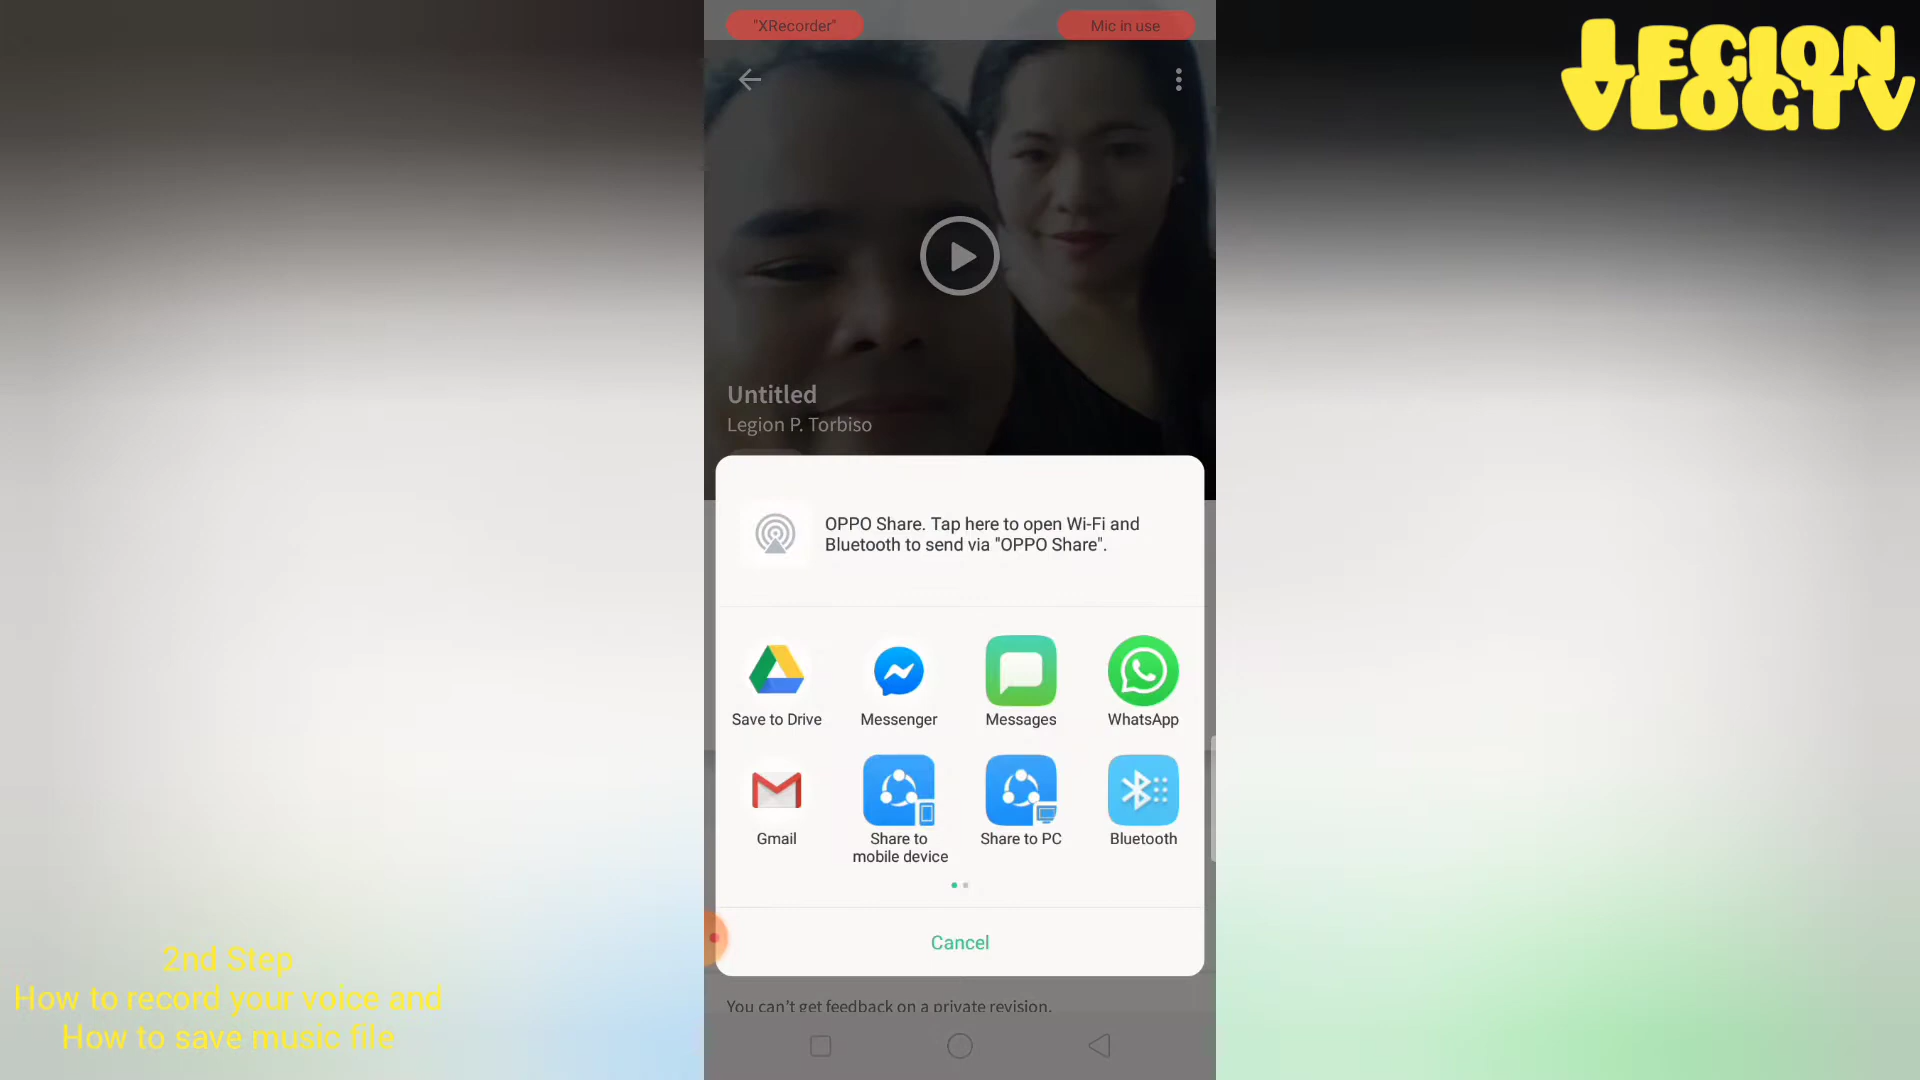 "XRecorder"
Mic in use
LEGION
VLOGTV
Untitled
Legion P. Torbiso
OPPO Share. Tap here to open Wi-Fi and
Bluetooth to send via "OPPO Share".
Save to Drive
Messenger
Messages
WhatsApp
Gmail
Share to
mobile device
Share to PC
Bluetooth
Cancel
You can't get feedback on a private revision.
2nd Step
How to record your voice and
How to save music file